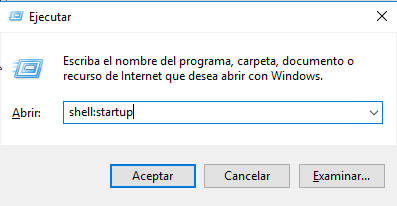 Ejecutar
Escriba el nombre del programa, carpeta, documento o
recurso de Internet que desea abrir con Windows.
Abrir: shell:startup
Aceptar Cancelar Examinar...